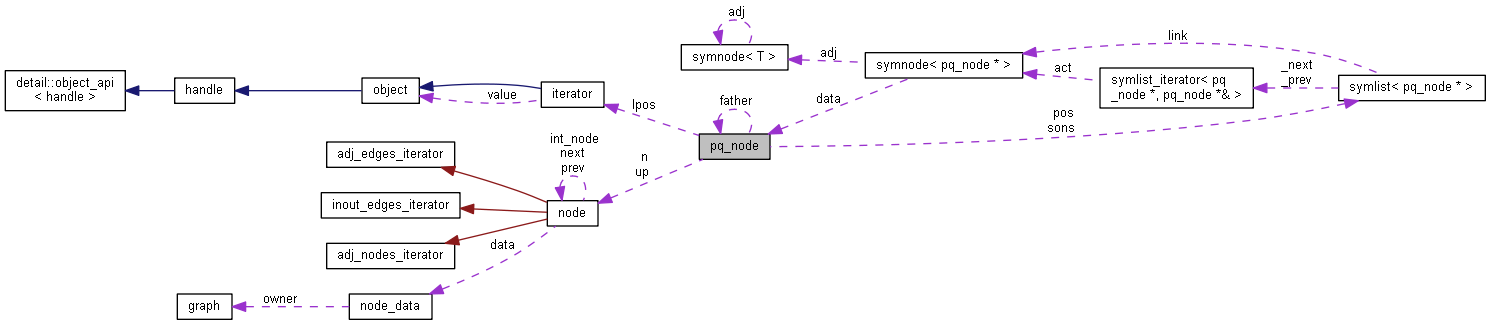 adj
symnode< T >
adj
symnode< pq_node * >
link
act
symlist_iterator< pq
_node *, pq_node *& >
_next
_prev
symlist< pq_node * >
detail::object_api
< handle >
handle
object
value
iterator
lpos
father
data
pq_node
pos
sons
n
up
int_node
next
prev
node
adj_edges_iterator
inout_edges_iterator
adj_nodes_iterator
data
graph
owner
node_data